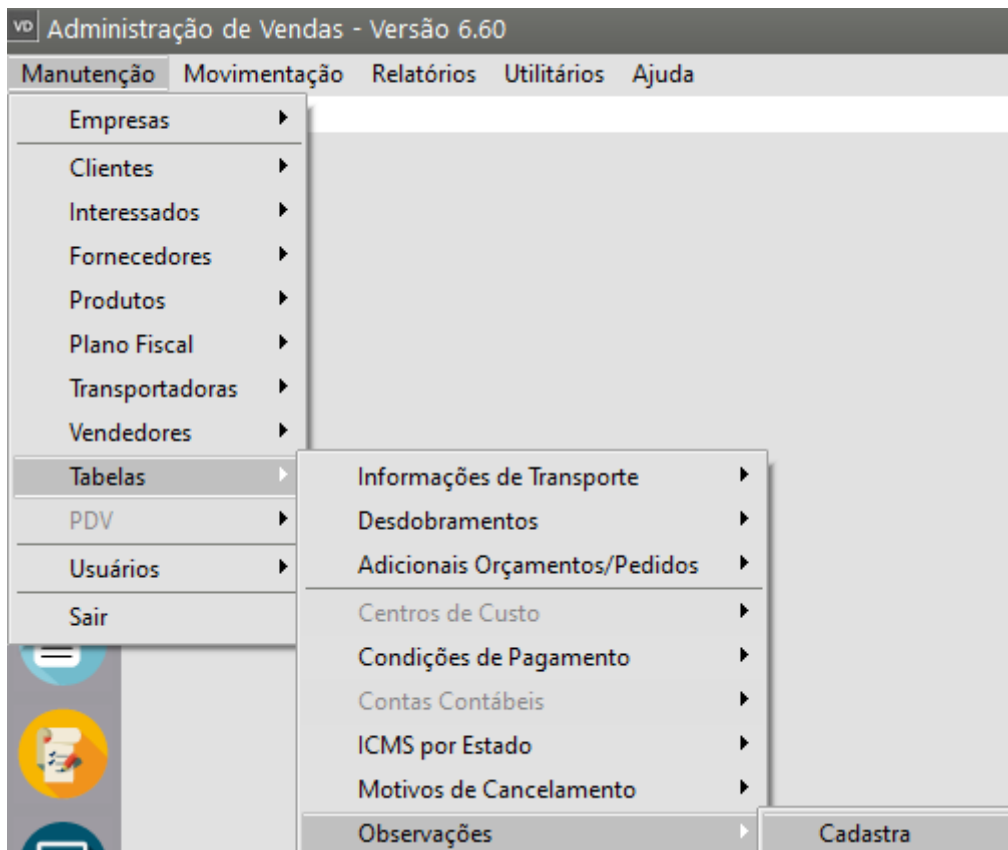 VD Administração de Vendas - Versão 6.60
Manutenção Movimentação Relatórios Utilitários Ajuda
Empresas
Clientes
Interessados
Fornecedores
Produtos
Plano Fiscal
Transportadoras
Vendedores
Tabelas
PDV
Usuários
Sair
Informações de Transporte
Desdobramentos
Adicionais Orçamentos/Pedidos
Centros de Custo
Condições de Pagamento
Contas Contábeis
ICMS por Estado
Motivos de Cancelamento
Observações
Cadastra